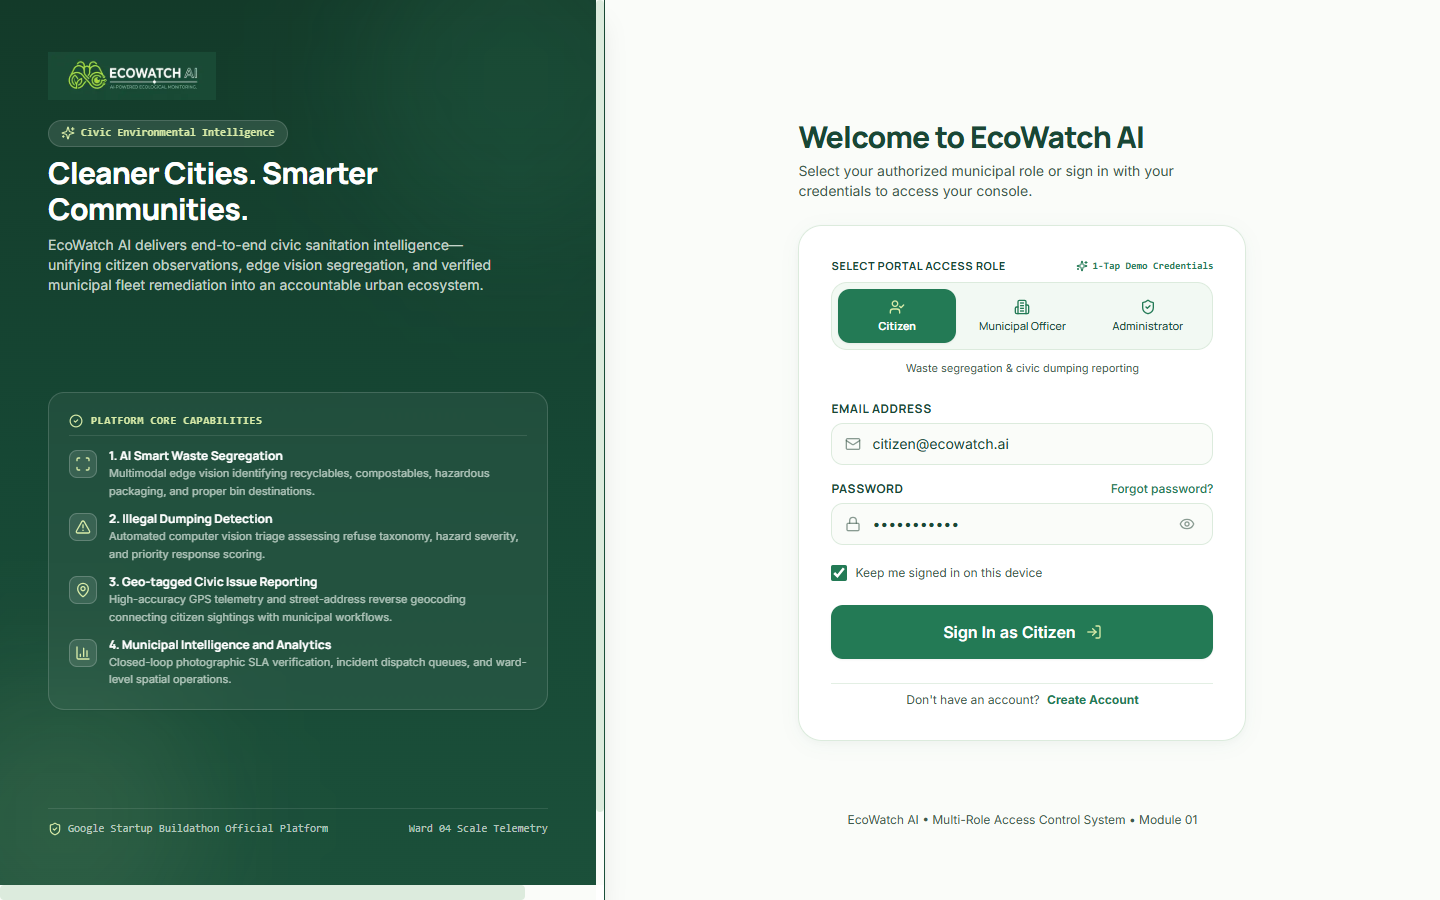 ECOWATCH AI
AI-POWERED ECOLOGICAL MONITORING
Civic Environmental Intelligence
Cleaner Cities. Smarter
Communities.
EcoWatch AI delivers end-to-end civic sanitation intelligence—
unifying citizen observations, edge vision segregation, and verified
municipal fleet remediation into an accountable urban ecosystem.
PLATFORM CORE CAPABILITIES
1. AI Smart Waste Segregation
Multimodal edge vision identifying recyclables, compostables, hazardous
packaging, and proper bin destinations.
2. Illegal Dumping Detection
Automated computer vision triage assessing refuse taxonomy, hazard severity,
and priority response scoring.
3. Geo-tagged Civic Issue Reporting
High-accuracy GPS telemetry and street-address reverse geocoding
connecting citizen sightings with municipal workflows.
4. Municipal Intelligence and Analytics
Closed-loop photographic SLA verification, incident dispatch queues, and ward-
level spatial operations.
Google Startup Buildathon Official Platform
Ward 04 Scale Telemetry
Welcome to EcoWatch AI
Select your authorized municipal role or sign in with your
credentials to access your console.
SELECT PORTAL ACCESS ROLE
1-Tap Demo Credentials
Citizen
Municipal Officer
Administrator
Waste segregation & civic dumping reporting
EMAIL ADDRESS
citizen@ecowatch.ai
PASSWORD
Forgot password?
•••••••••••
Keep me signed in on this device
Sign In as Citizen
Don't have an account? Create Account
EcoWatch AI • Multi-Role Access Control System • Module 01